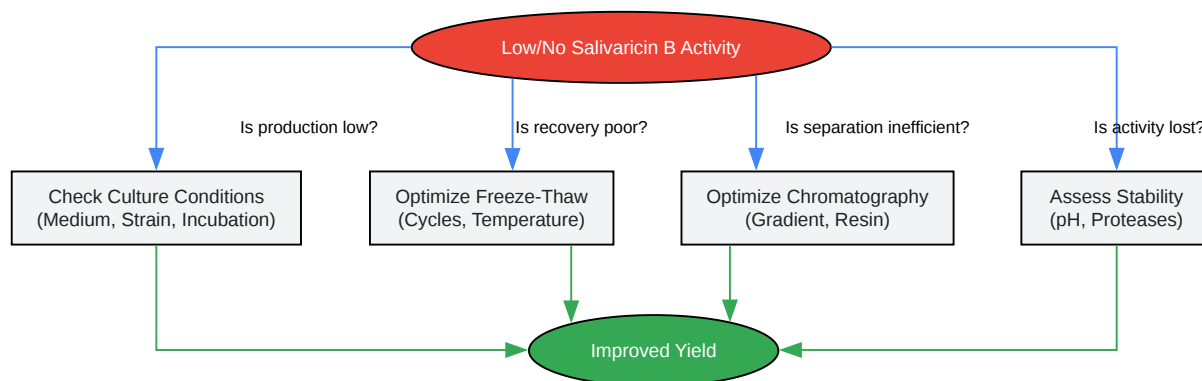 Low/No Salivaricin B Activity
Is production low?
Is recovery poor?
Is separation inefficient?
Is activity lost?
Check Culture Conditions
(Medium, Strain, Incubation)
Optimize Freeze-Thaw
(Cycles, Temperature)
Optimize Chromatography
(Gradient, Resin)
Assess Stability
(pH, Proteases)
Improved Yield